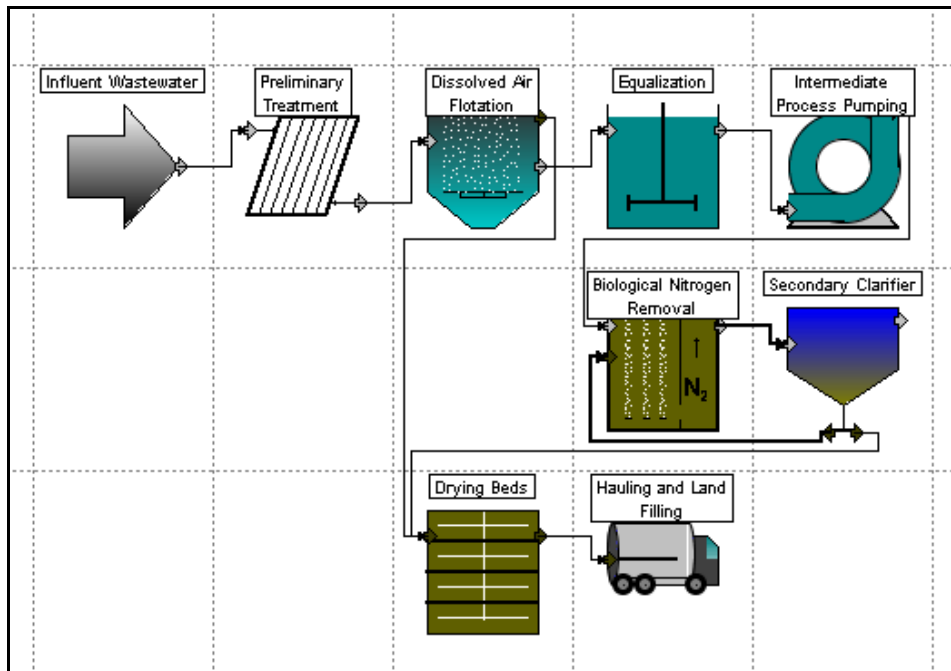 Influent Wastewater
Preliminary
Treatment
Dissolved Air
Flotation
Equalization
Intermediate
Process Pumping
Biological Nitrogen
Removal
Secondary Clarifier
N2
Drying Beds
Hauling and Land
Filling